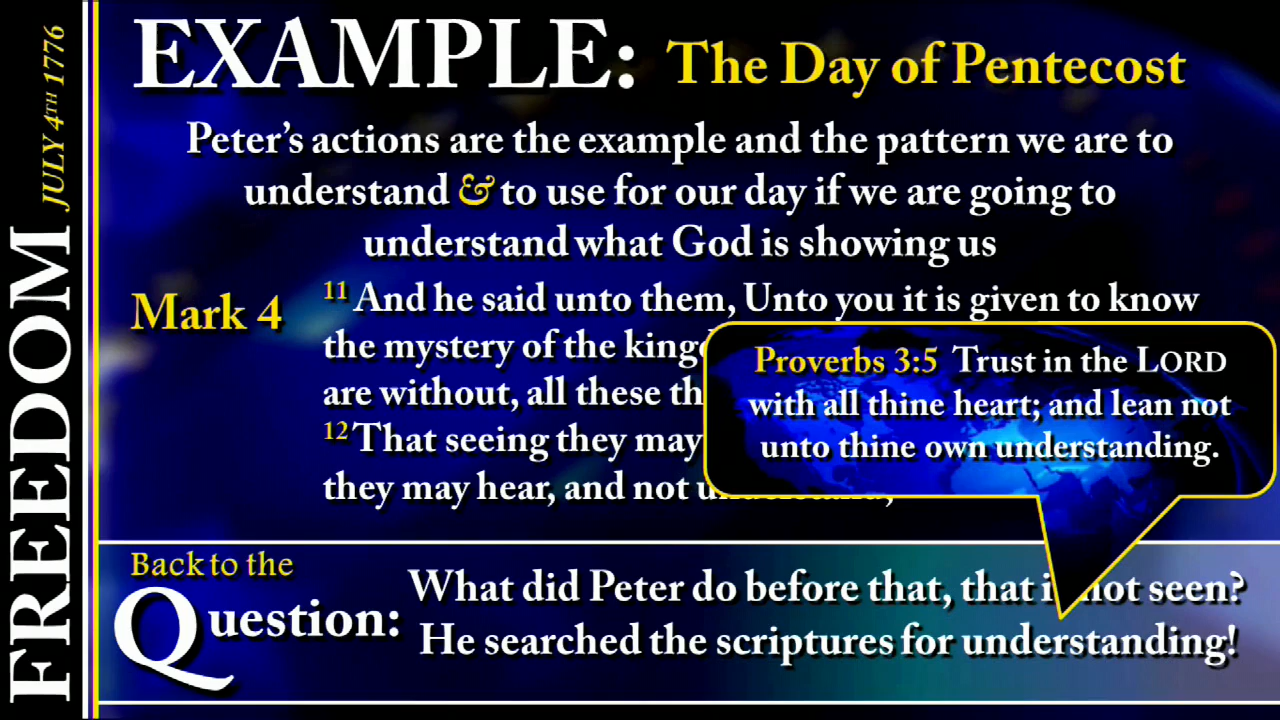 FREEDOM JULY 4TH 1776
EXAMPLE: The Day of Pentecost
Peter's actions are the example and the pattern we are to
understand & to use for our day if we are going to
understand what God is showing us
Mark 4
11 And he said unto them, Unto you it is given to know
the mystery of the
are without, all these
12 That seeing they may
they may hear, and not
Proverbs 3:5 Trust in the LORD
with all thine heart; and lean not
unto thine own understanding.
Back to the
Question:
What did Peter do before that, that not seen?
He searched the scriptures for understanding!